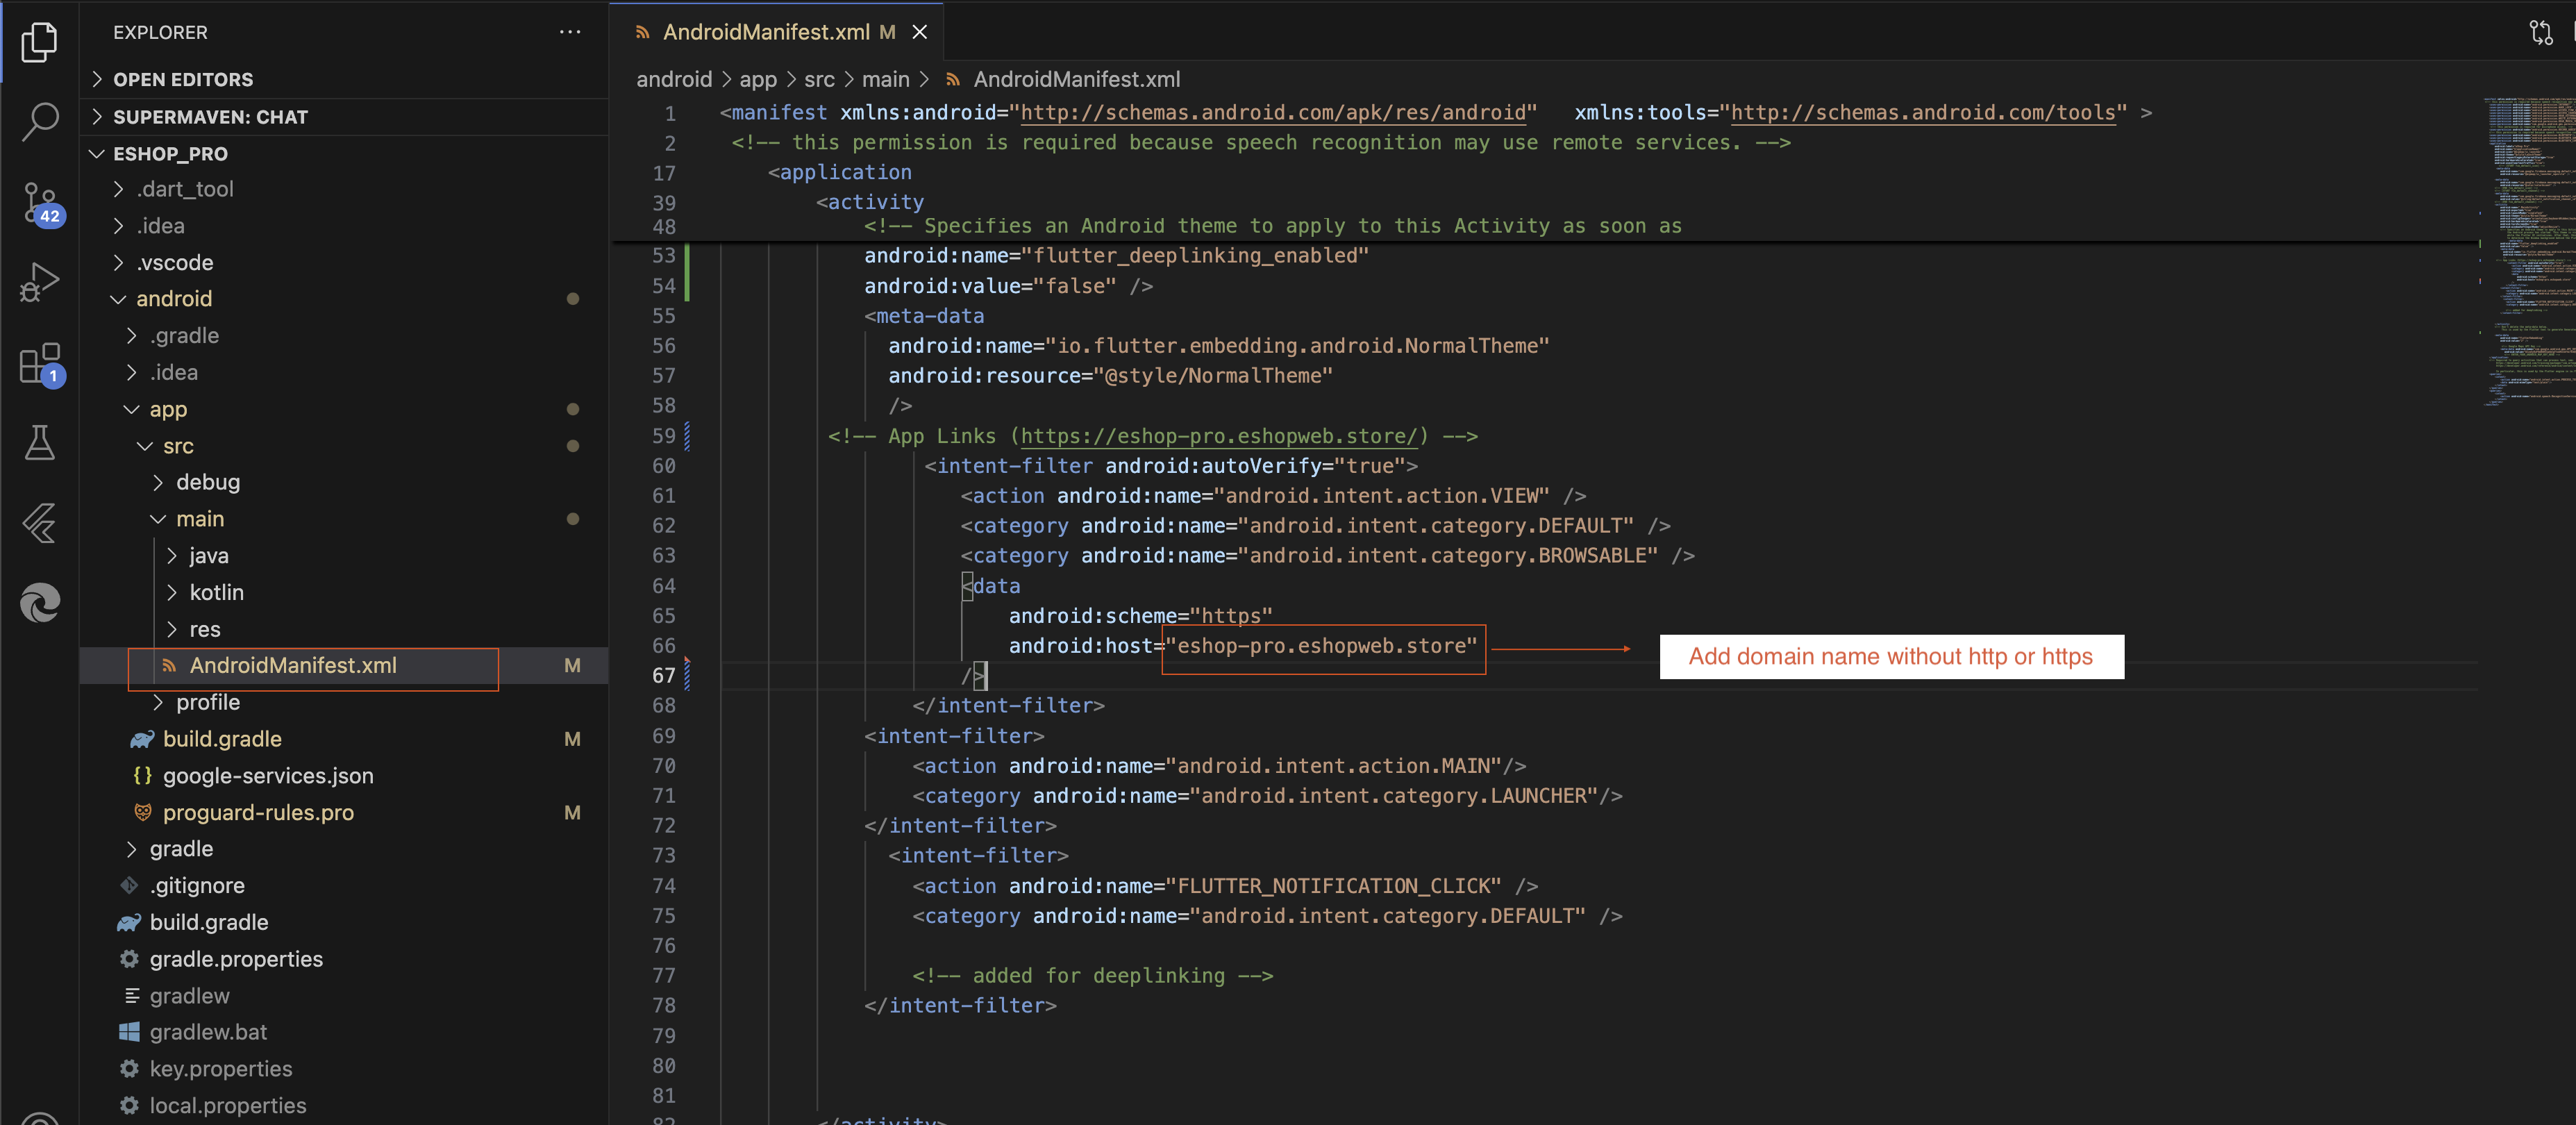 EXPLORER
···
OPEN EDITORS
SUPERMAVEN: CHAT
ESHOP_PRO
.dart_tool
.idea
.vscode
android
.gradle
.idea
app
src
debug
main
java
kotlin
res
AndroidManifest.xml M
profile
build.gradle M
google-services.json
proguard-rules.pro M
gradle
.gitignore
build.gradle
gradle.properties
gradlew
gradlew.bat
key.properties
local.properties
42
1
AndroidManifest.xml M
android > app > src > main > AndroidManifest.xml
1 <manifest xmlns:android="http://schemas.android.com/apk/res/android" xmlns:tools="http://schemas.android.com/tools" >
2 <!-- this permission is required because speech recognition may use remote services. -->
17 <application
39 <activity
48 <!-- Specifies an Android theme to apply to this Activity as soon as
53 android:name="flutter_deeplinking_enabled"
54 android:value="false" />
55 <meta-data
56 android:name="io.flutter.embedding.android.NormalTheme"
57 android:resource="@style/NormalTheme"
58 />
59 <!-- App Links (https://eshop-pro.eshopweb.store/) -->
60 <intent-filter android:autoVerify="true">
61 <action android:name="android.intent.action.VIEW" />
62 <category android:name="android.intent.category.DEFAULT" />
63 <category android:name="android.intent.category.BROWSABLE" />
64 <data
65 android:scheme="https"
66 android:host="eshop-pro.eshopweb.store"
Add domain name without http or https
67 />
68 </intent-filter>
69 <intent-filter>
70 <action android:name="android.intent.action.MAIN"/>
71 <category android:name="android.intent.category.LAUNCHER"/>
72 </intent-filter>
73 <intent-filter>
74 <action android:name="FLUTTER_NOTIFICATION_CLICK" />
75 <category android:name="android.intent.category.DEFAULT" />
76
77 <!-- added for deeplinking -->
78 </intent-filter>
79
80
81
82 </activity>